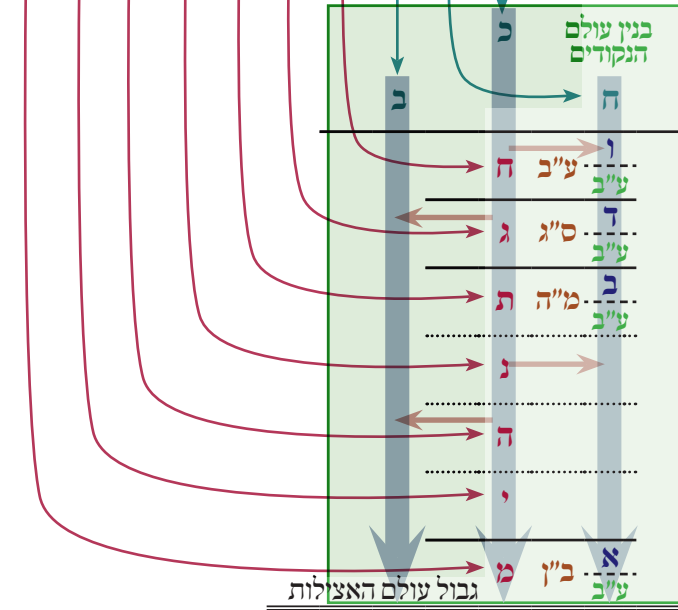 בנין עולם
הנקודים
כ
ח
ב
ו
ח
ע״ב
ע״ב
ד
ג
ס״ג
ע״ב
ב
ת
מ״ה
ע״ב
נ
ה
י
א
מ
ב״ן
ע״ב
גבול עולם האצילות